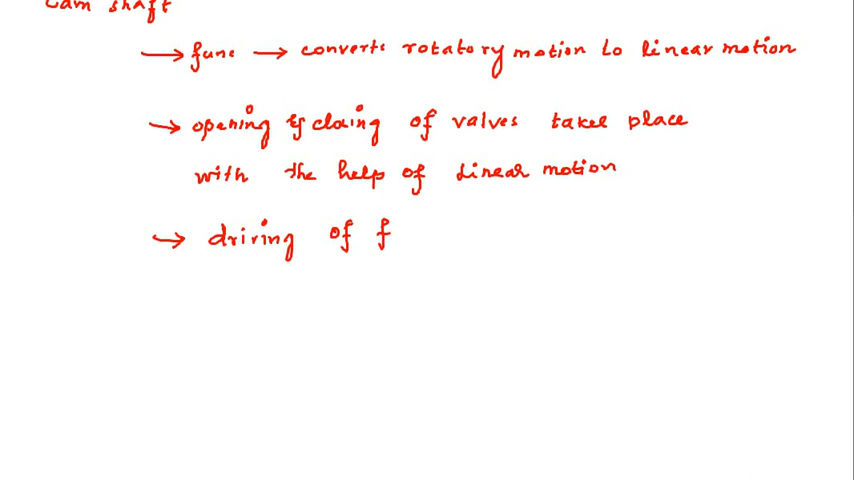 Cam shaft
→ func → converts rotatory motion to linear motion
→ opening & closing of valves takes place
with the help of linear motion
→ driving of f